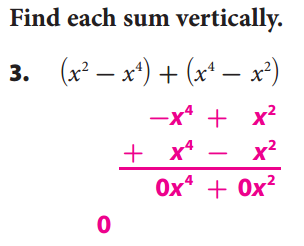 Find each sum vertically.
3. (x² – x⁴) + (x⁴ – x²)
–x⁴ + x²
+ x⁴ – x²
0x⁴ + 0x²
0